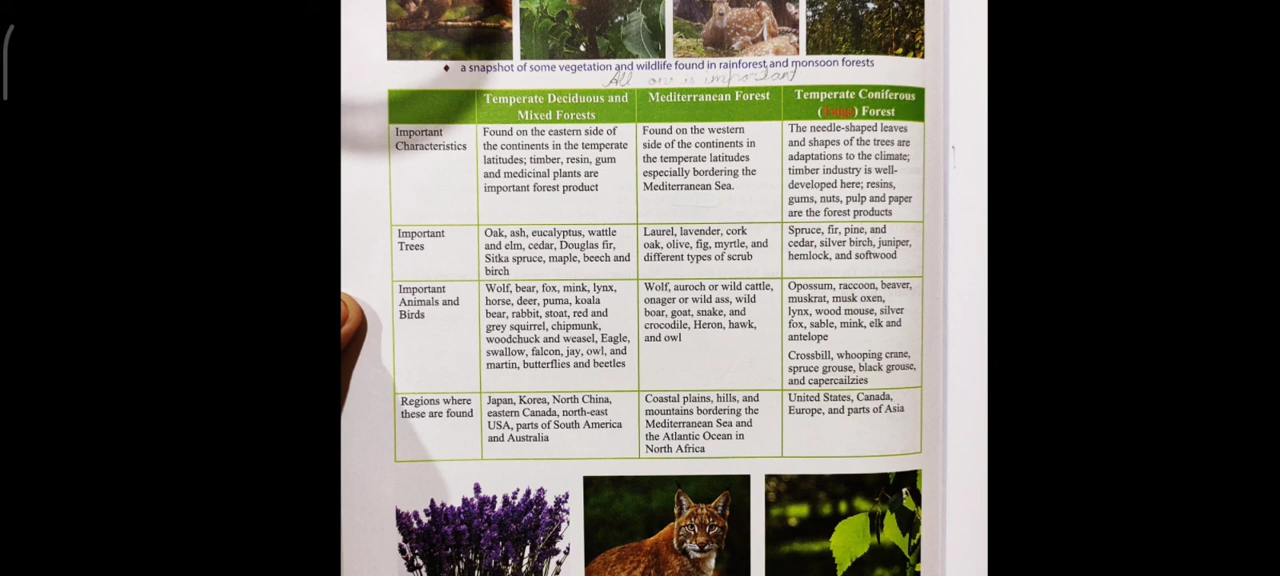 ◆ a snapshot of some vegetation and wildlife found in rainforest and monsoon forests
All one is important
Temperate Deciduous and
Mixed Forests
Mediterranean Forest
Temperate Coniferous
(Taiga) Forest
Important
Characteristics
Found on the eastern side of
the continents in the temperate
latitudes; timber, resin, gum
and medicinal plants are
important forest product
Found on the western
side of the continents in
the temperate latitudes
especially bordering the
Mediterranean Sea.
The needle-shaped leaves
and shapes of the trees are
adaptations to the climate;
timber industry is well-
developed here; resins,
gums, nuts, pulp and paper
are the forest products
Important
Trees
Oak, ash, eucalyptus, wattle
and elm, cedar, Douglas fir,
Sitka spruce, maple, beech and
birch
Laurel, lavender, cork
oak, olive, fig, myrtle, and
different types of scrub
Spruce, fir, pine, and
cedar, silver birch, juniper,
hemlock, and softwood
Important
Animals and
Birds
Wolf, bear, fox, mink, lynx,
horse, deer, puma, koala
bear, rabbit, stoat, red and
grey squirrel, chipmunk,
woodchuck and weasel, Eagle,
swallow, falcon, jay, owl, and
martin, butterflies and beetles
Wolf, auroch or wild cattle,
onager or wild ass, wild
boar, goat, snake, and
crocodile, Heron, hawk,
and owl
Opossum, raccoon, beaver,
muskrat, musk oxen,
lynx, wood mouse, silver
fox, sable, mink, elk and
antelope
Crossbill, whooping crane,
spruce grouse, black grouse,
and capercailzies
Regions where
these are found
Japan, Korea, North China,
eastern Canada, north-east
USA, parts of South America
and Australia
Coastal plains, hills, and
mountains bordering the
Mediterranean Sea and
the Atlantic Ocean in
North Africa
United States, Canada,
Europe, and parts of Asia